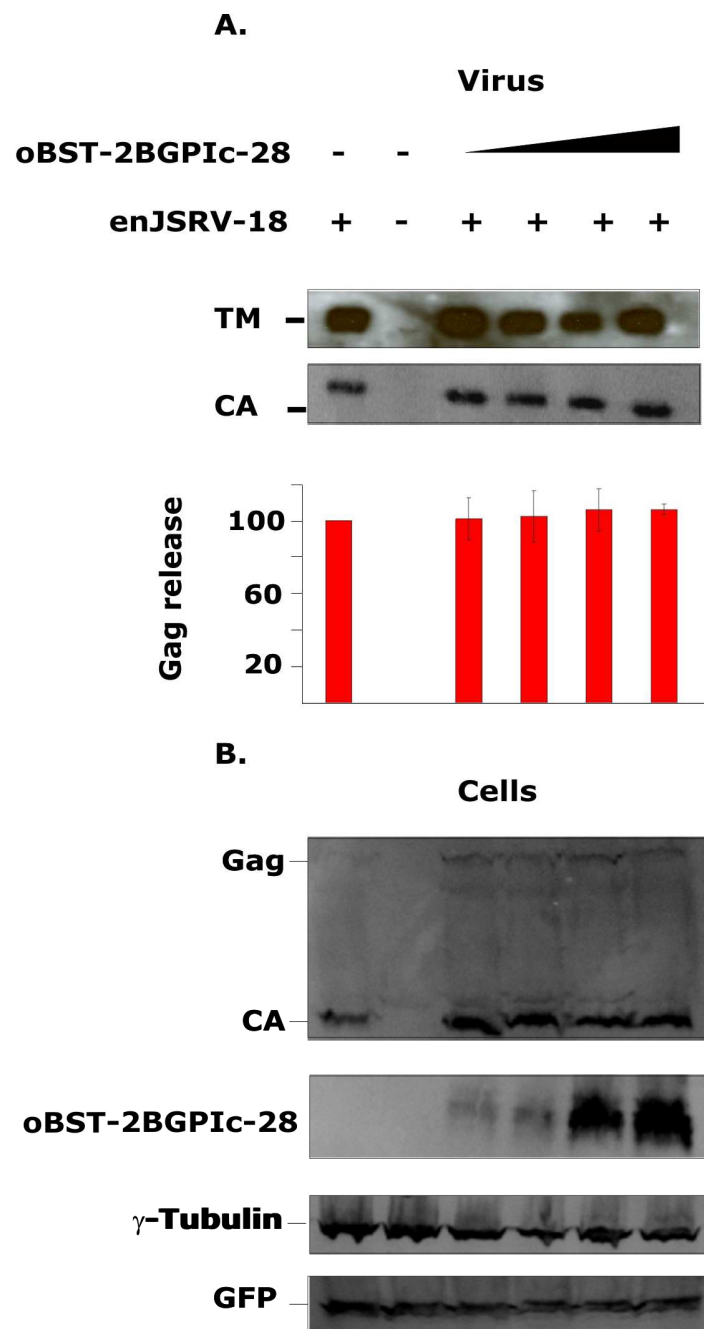 A.
Virus
oBST-2BGPIc-28 - -
enJSRV-18 + - + + + +
TM
CA
Gag release
100
60
20
B.
Cells
Gag
CA
oBST-2BGPIc-28
γ-Tubulin
GFP